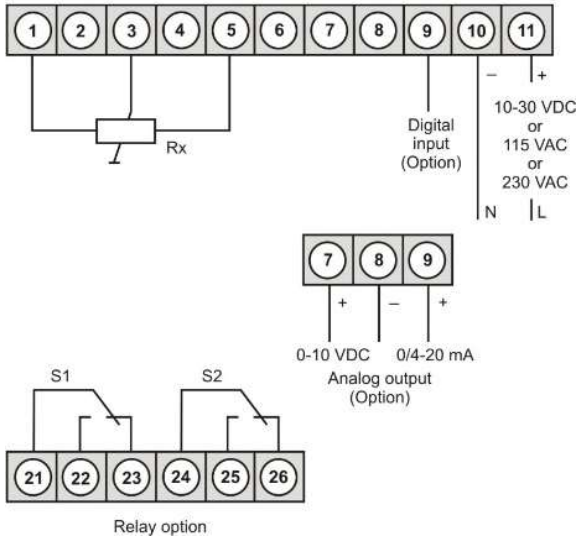 1 2 3 4 5 6 7 8 9 10 11
– +
Rx
Digital
input
(Option)
10-30 VDC
or
115 VAC
or
230 VAC
N L
7 8 9
+ – +
0-10 VDC 0/4-20 mA
Analog output
(Option)
S1 S2
21 22 23 24 25 26
Relay option